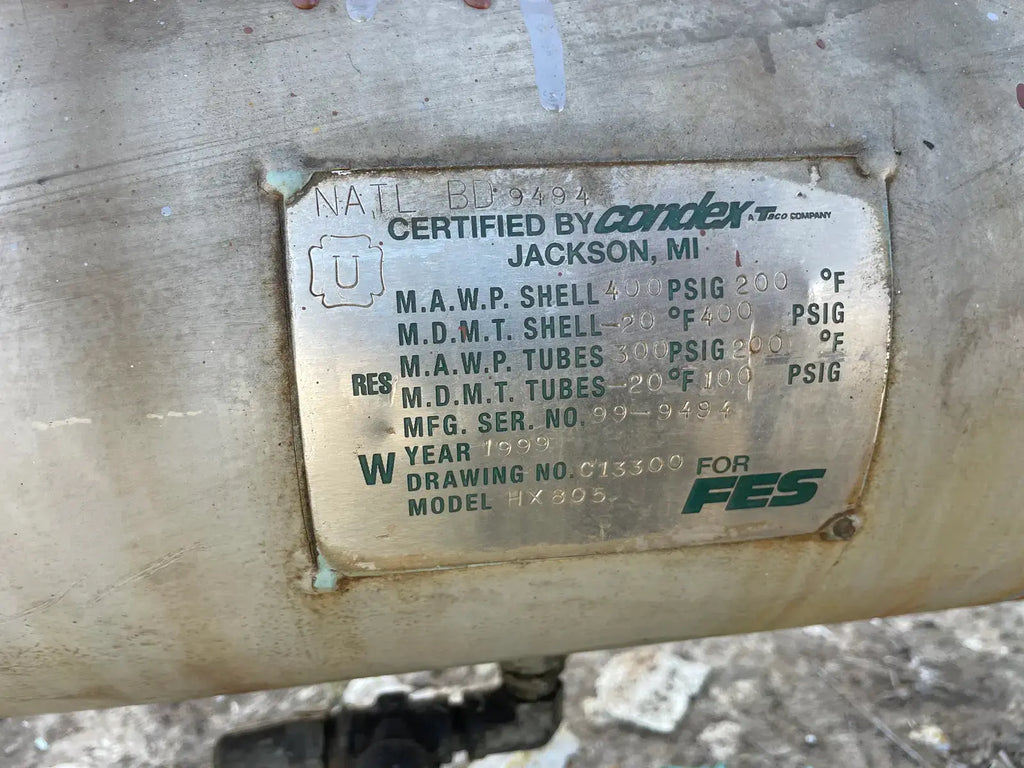 NATL BD 9494
CERTIFIED BY condex A Taco COMPANY
JACKSON, MI
U
M.A.W.P. SHELL 400 PSIG 200 °F
M.D.M.T. SHELL -20 °F 400 PSIG
M.A.W.P. TUBES 300 PSIG 200 °F
RES
M.D.M.T. TUBES -20 °F 100 PSIG
MFG. SER. NO. 99-9494
W
YEAR 1999
DRAWING NO. C13300
MODEL HX805
FOR
FES